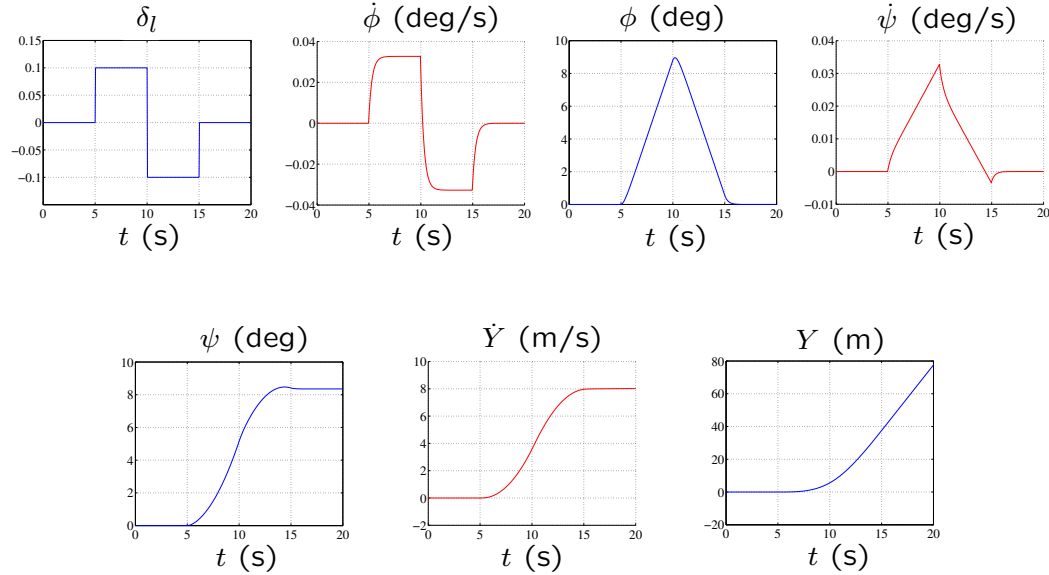 δ_l
0.15
0.1
0.05
0
−0.05
−0.1
0 5 10 15 20
t (s)
φ̇ (deg/s)
0.04
0.02
0
−0.02
−0.04
0 5 10 15 20
t (s)
ϕ (deg)
10
8
6
4
2
0
0 5 10 15 20
t (s)
ψ̇ (deg/s)
0.04
0.03
0.02
0.01
0
−0.01
0 5 10 15 20
t (s)
ψ (deg)
10
8
6
4
2
0
0 5 10 15 20
t (s)
Ẏ (m/s)
10
8
6
4
2
0
−2
0 5 10 15 20
t (s)
Y (m)
80
60
40
20
0
−20
0 5 10 15 20
t (s)